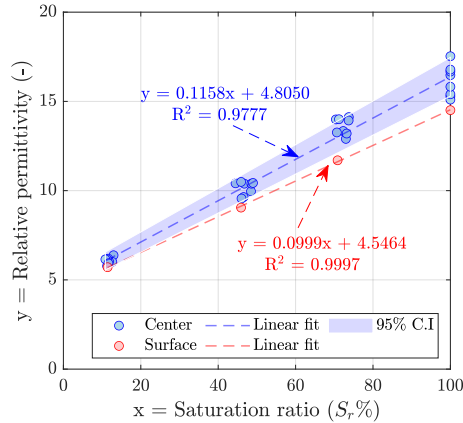 20
15
10
5
0
0 20 40 60 80 100
y = Relative permittivity (-)
x = Saturation ratio (S_r%)
y = 0.1158x + 4.8050
R² = 0.9777
y = 0.0999x + 4.5464
R² = 0.9997
Center Linear fit 95% C.I
Surface Linear fit